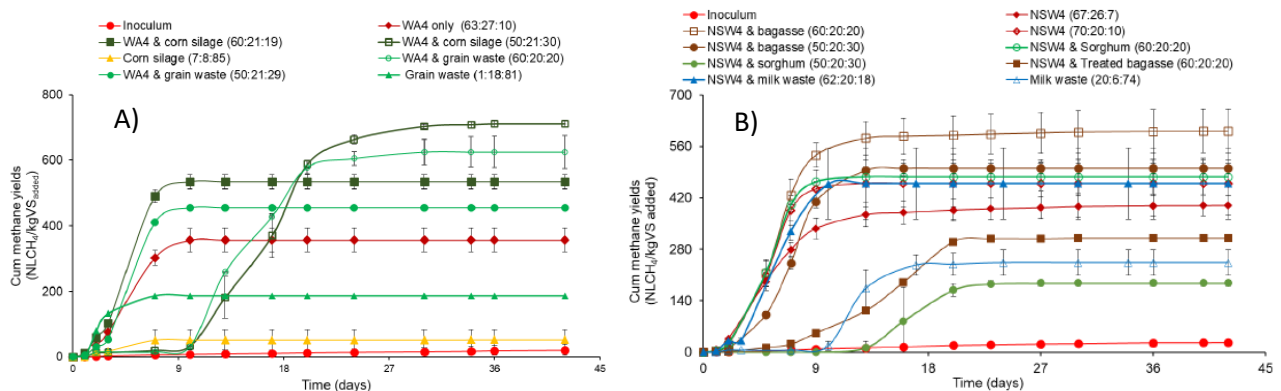 A)
Inoculum
WA4 only (63:27:10)
WA4 & corn silage (60:21:19)
WA4 & corn silage (50:21:30)
Corn silage (7:8:85)
WA4 & grain waste (60:20:20)
WA4 & grain waste (50:21:29)
Grain waste (1:18:81)
Cum methane yields
(NLCH4/kgVSadded)
800
600
400
200
0
0 9 18 27 36 45
Time (days)
B)
Inoculum
NSW4 (67:26.7)
NSW4 & bagasse (60:20:20)
NSW4 (70:20:10)
NSW4 & bagasse (50:20:30)
NSW4 & Sorghum (60:20:20)
NSW4 & sorghum (50:20:30)
NSW4 & Treated bagasse (60:20:20)
NSW4 & milk waste (62:20:18)
Milk waste (20:6:74)
Cum methane yields
(NLCH4/kgVS added)
700
560
420
280
140
0
0 9 18 27 36 45
Time (days)